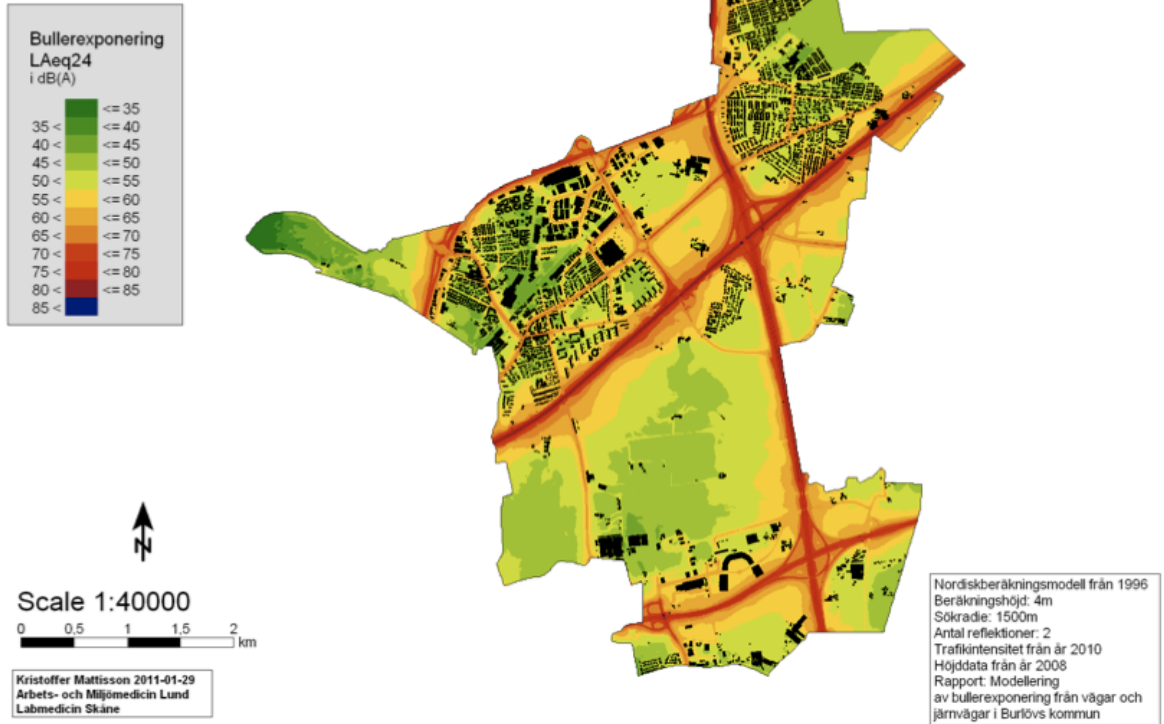 Bullerexponering
LAeq24
i dB(A)
<= 35
35 < <= 40
40 < <= 45
45 < <= 50
50 < <= 55
55 < <= 60
60 < <= 65
65 < <= 70
70 < <= 75
75 < <= 80
80 < <= 85
85 <
N
Scale 1:40000
0 0,5 1 1,5 2
km
Kristoffer Mattisson 2011-01-29
Arbets- och Miljömedicin Lund
Labmedicin Skåne
Nordiskberäkningsmodell från 1996
Beräkningshöjd: 4m
Sökradie: 1500m
Antal reflektioner: 2
Trafikintensitet från år 2010
Höjddata från år 2008
Rapport: Modellering
av bullerexponering från vägar och
järnvägar i Burlövs kommun